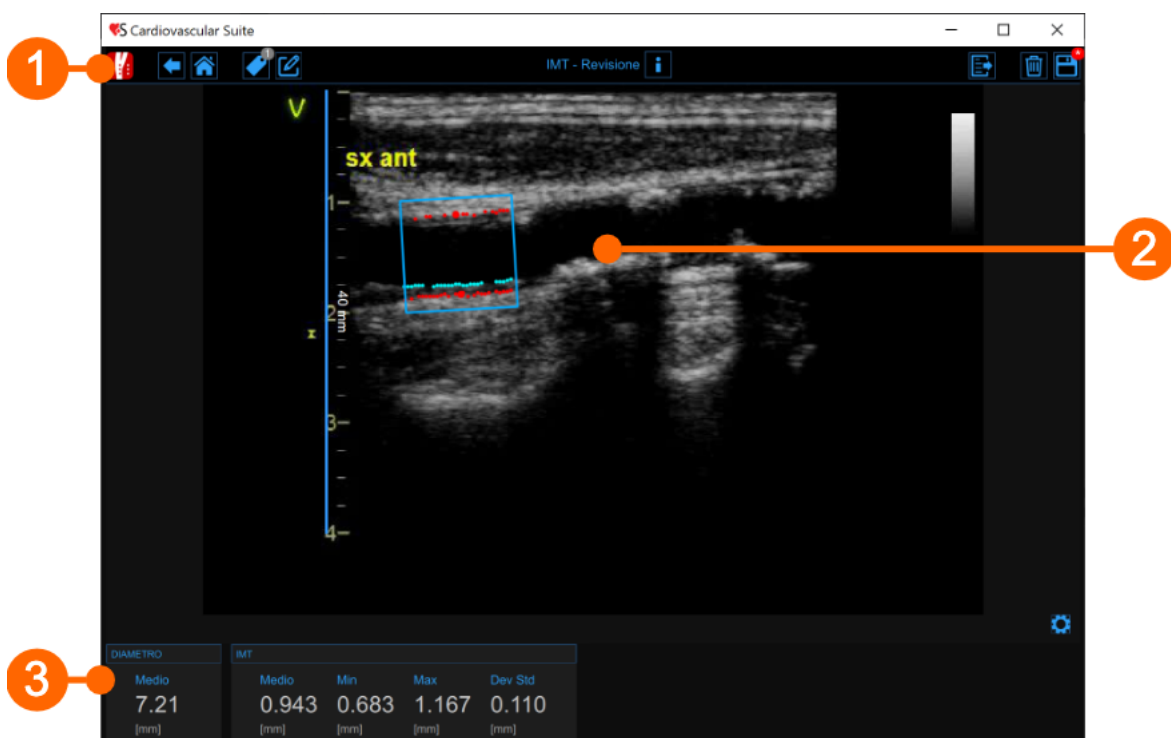 S Cardiovascular Suite
1
1
IMT - Revisione i
V
sx ant
1
2
2
40 mm
3
4
3
DIAMETRO
IMT
Medio
Medio Min Max Dev Std
7.21
0.943 0.683 1.167 0.110
[mm]
[mm] [mm] [mm] [mm]